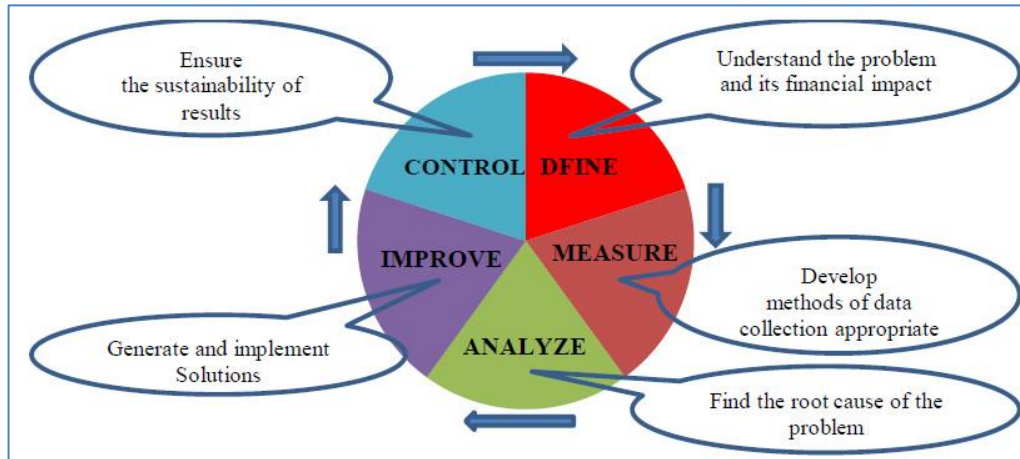 Ensure
the sustainability of
results
Understand the problem
and its financial impact
CONTROL
DFINE
IMPROVE
MEASURE
Develop
methods of data
collection appropriate
Generate and implement
Solutions
ANALYZE
Find the root cause of the
problem